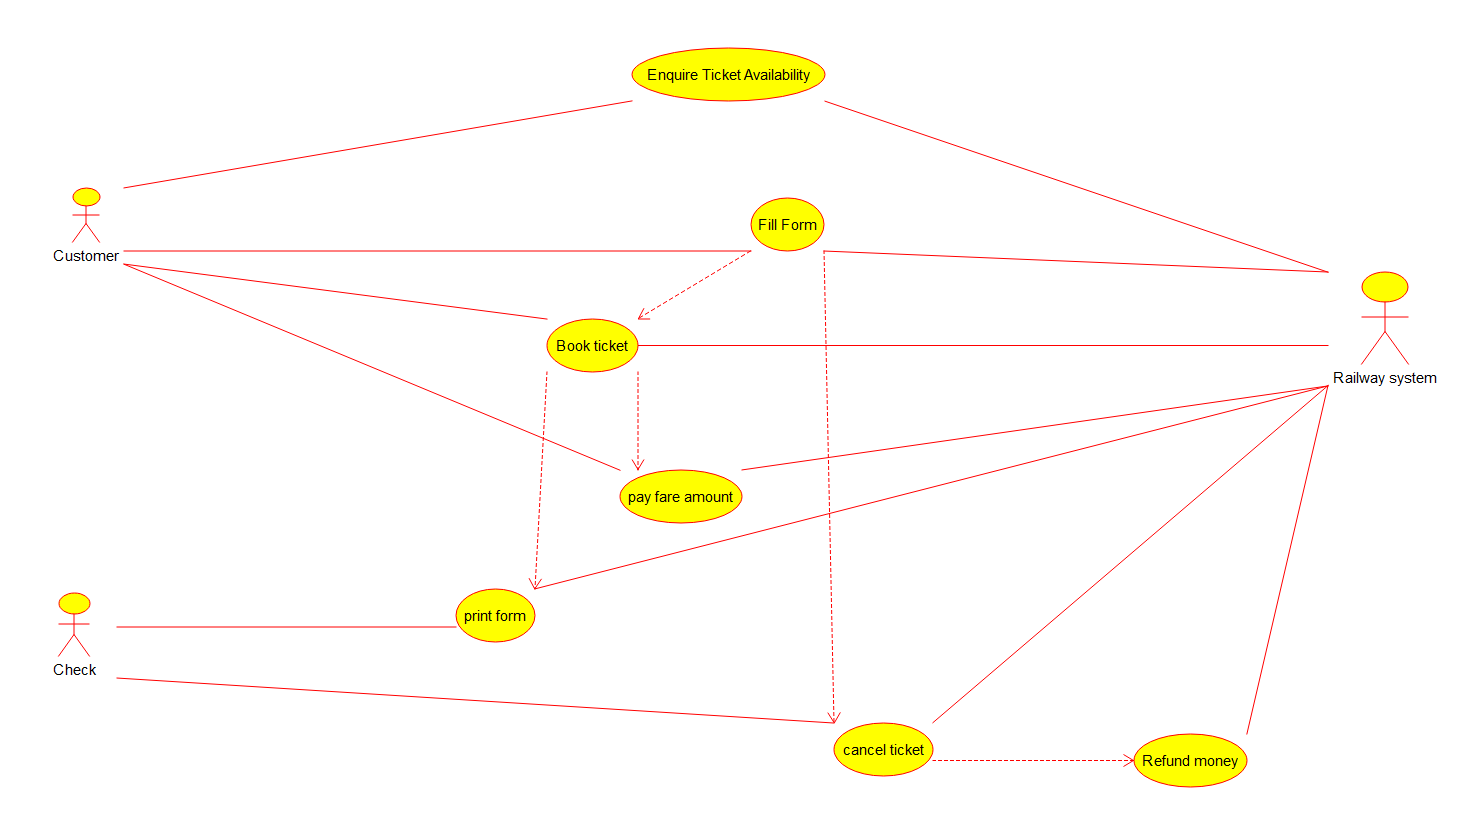 Enquire Ticket Availability
Fill Form
Customer
Book ticket
Railway system
pay fare amount
print form
Check
cancel ticket
Refund money